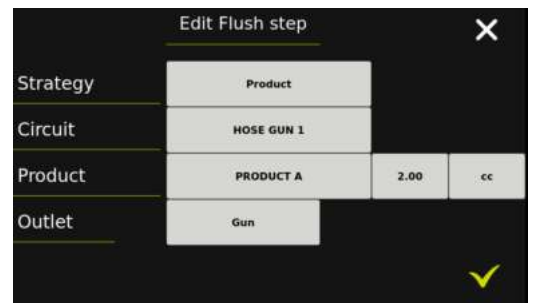 Edit Flush step
Strategy Product
Circuit HOSE GUN 1
Product PRODUCT A 2.00 cc
Outlet Gun